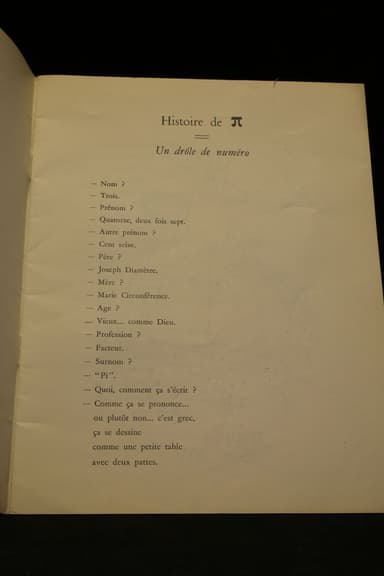 Histoire de π
Un drôle de numéro
— Nom ?
— Trois.
— Prénom ?
— Quatorze, deux fois sept.
— Autre prénom ?
— Cent seize.
— Père ?
— Joseph Diamètre.
— Mère ?
— Marie Circonférence.
— Age ?
— Vieux... comme Dieu.
— Profession ?
— Facteur.
— Surnom ?
— “Pi”.
— Quoi, comment ça s'écrit ?
— Comme ça se prononce...
ou plutôt non... c'est grec,
ça se dessine
comme une petite table
avec deux pattes.